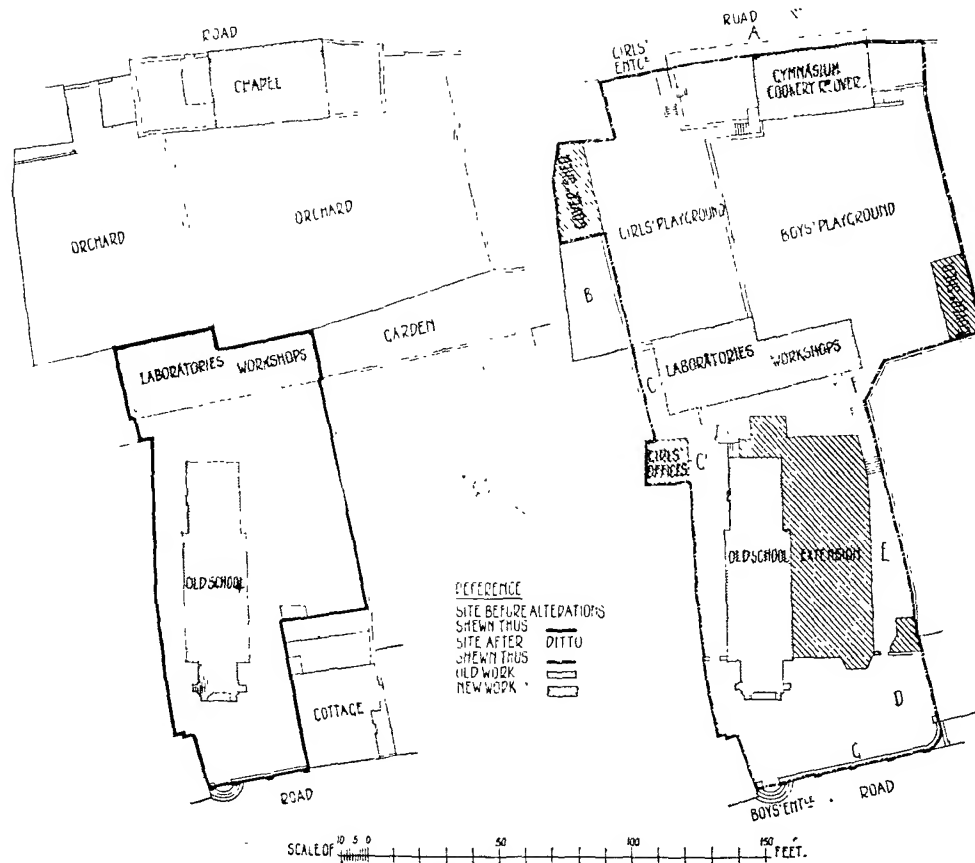 ROAD
CHAPEL
ORCHARD
ORCHARD
GARDEN
LABORATORIES WORKSHOPS
OLD SCHOOL
COTTAGE
ROAD
ROAD
A
GIRLS'
ENTCE
GYMNASIUM
COOKERY RM OVER.
COVERD SHED
GIRLS' PLAYGROUND
BOYS' PLAYGROUND
B
LABORATORIES WORKSHOPS
C
GIRLS'
OFFICES
C'
OLD SCHOOL
EXTENSION
E
D
G
BOYS' ENTCE
ROAD
REFERENCE
SITE BEFORE ALTERATIONS
SHEWN THUS
SITE AFTER DITTO
SHEWN THUS
OLD WORK
NEW WORK
SCALE OF 10 5 0 50 100 150 FEET.